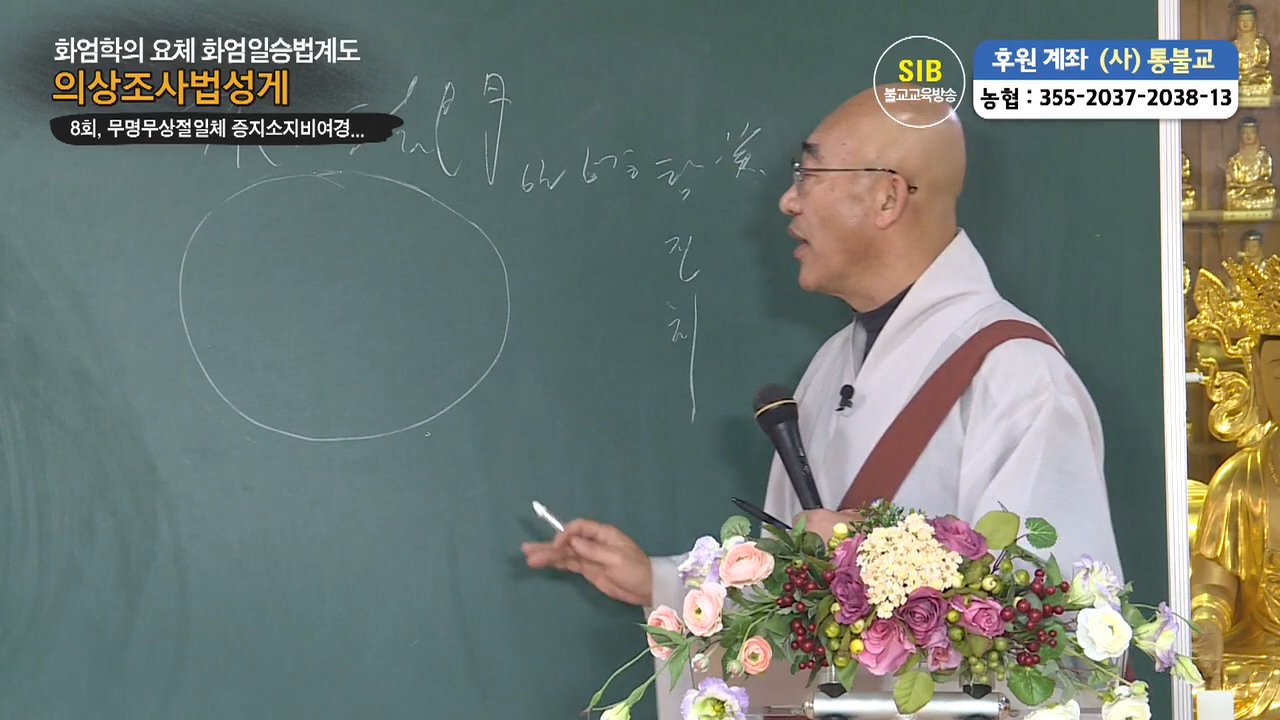 화엄학의 요체 화엄일승법계도
의상조사법성게
8회, 무명무상절일체 증지소지비여경...
SIB
불교교육방송
후원 계좌 (사) 통불교
농협 : 355-2037-2038-13
진